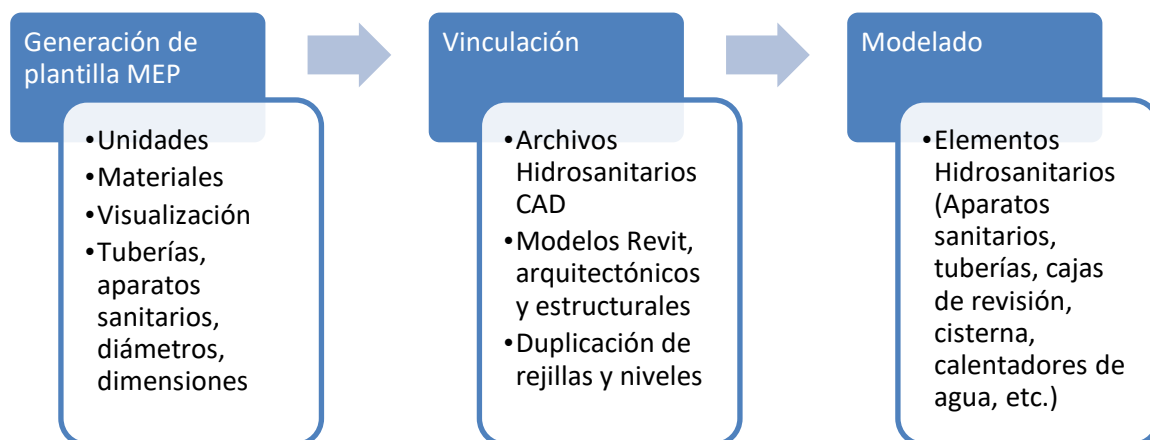 Generación de
plantilla MEP
•Unidades
•Materiales
•Visualización
•Tuberías,
aparatos
sanitarios,
diámetros,
dimensiones
Vinculación
•Archivos
Hidrosanitarios
CAD
•Modelos Revit,
arquitectónicos
y estructurales
•Duplicación de
rejillas y niveles
Modelado
•Elementos
Hidrosanitarios
(Aparatos
sanitarios,
tuberías, cajas
de revisión,
cisterna,
calentadores de
agua, etc.)